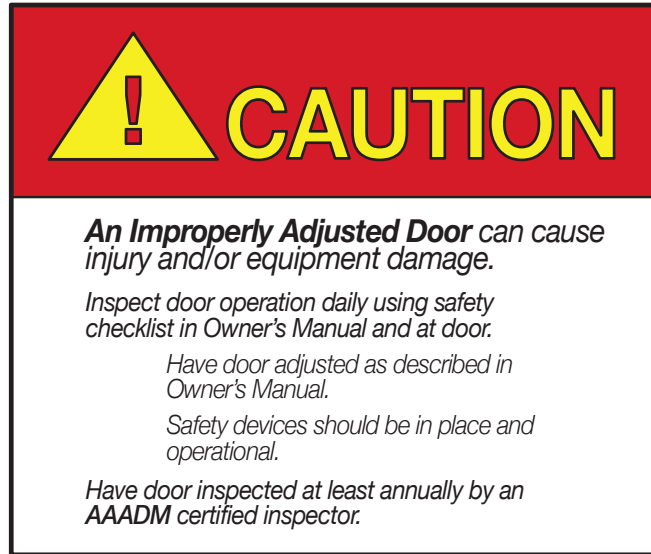 !
CAUTION
An Improperly Adjusted Door can cause
injury and/or equipment damage.
Inspect door operation daily using safety
checklist in Owner’s Manual and at door.
Have door adjusted as described in
Owner’s Manual.
Safety devices should be in place and
operational.
Have door inspected at least annually by an
AAADM certified inspector.